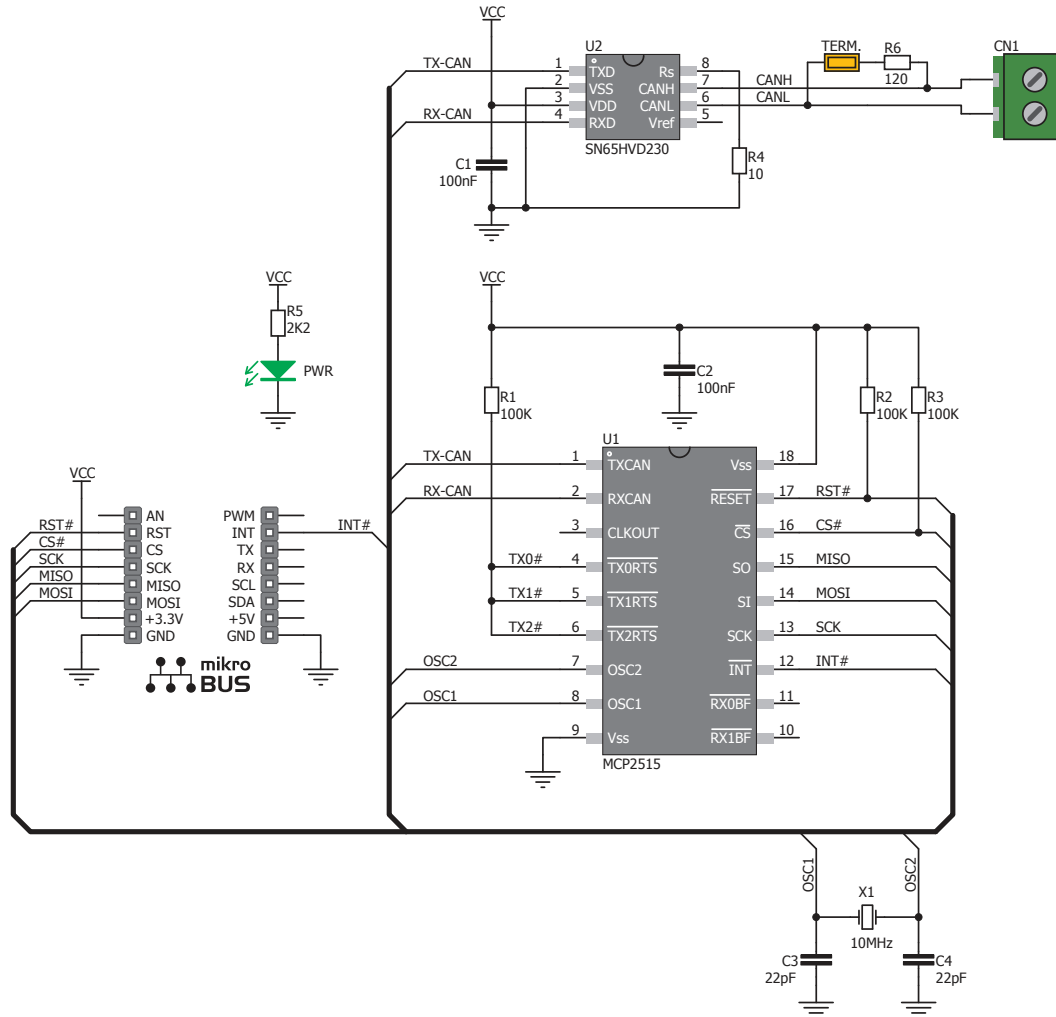 VCC
U2
TERM.
R6
CN1
TX-CAN
1
TXD
Rs
8
120
2
VSS
CANH
7
CANH
3
VDD
CANL
6
CANL
RX-CAN
4
RXD
Vref
5
SN65HVD230
C1
100nF
R4
10
VCC
R5
2K2
PWR
VCC
C2
100nF
R1
100K
R2
100K
R3
100K
U1
TX-CAN
1
TXCAN
Vss
18
RX-CAN
2
RXCAN
RESET
17
RST#
3
CLKOUT
CS
16
CS#
TX0#
4
TX0RTS
SO
15
MISO
TX1#
5
TX1RTS
SI
14
MOSI
TX2#
6
TX2RTS
SCK
13
SCK
OSC2
7
OSC2
INT
12
INT#
OSC1
8
OSC1
RX0BF
11
9
Vss
RX1BF
10
MCP2515
VCC
AN
PWM
RST#
RST
INT
INT#
CS#
CS
TX
SCK
SCK
RX
MISO
MISO
SCL
MOSI
MOSI
SDA
+3.3V
+5V
GND
GND
mikro
BUS
OSC1
OSC2
X1
10MHz
C3
22pF
C4
22pF